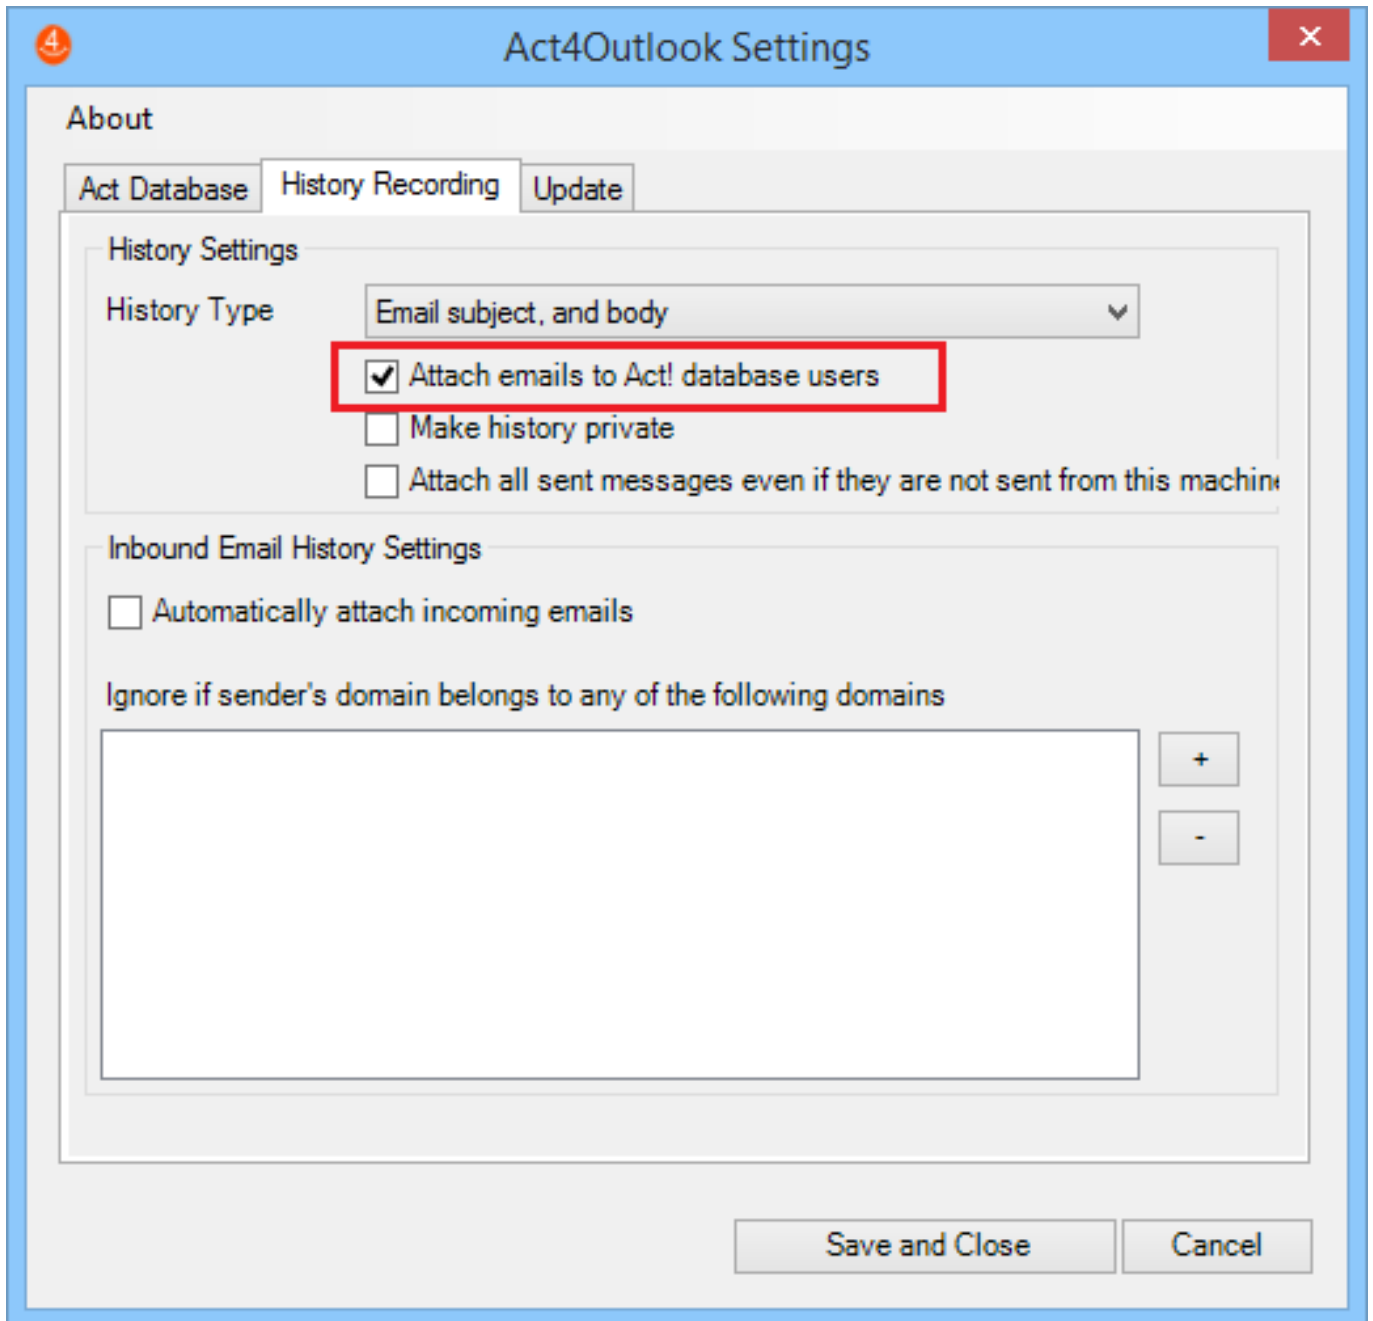 4
Act4Outlook Settings
About
Act Database
History Recording
Update
History Settings
History Type
Email subject, and body
Attach emails to Act! database users
Make history private
Attach all sent messages even if they are not sent from this machine
Inbound Email History Settings
Automatically attach incoming emails
Ignore if sender's domain belongs to any of the following domains
+
-
Save and Close
Cancel